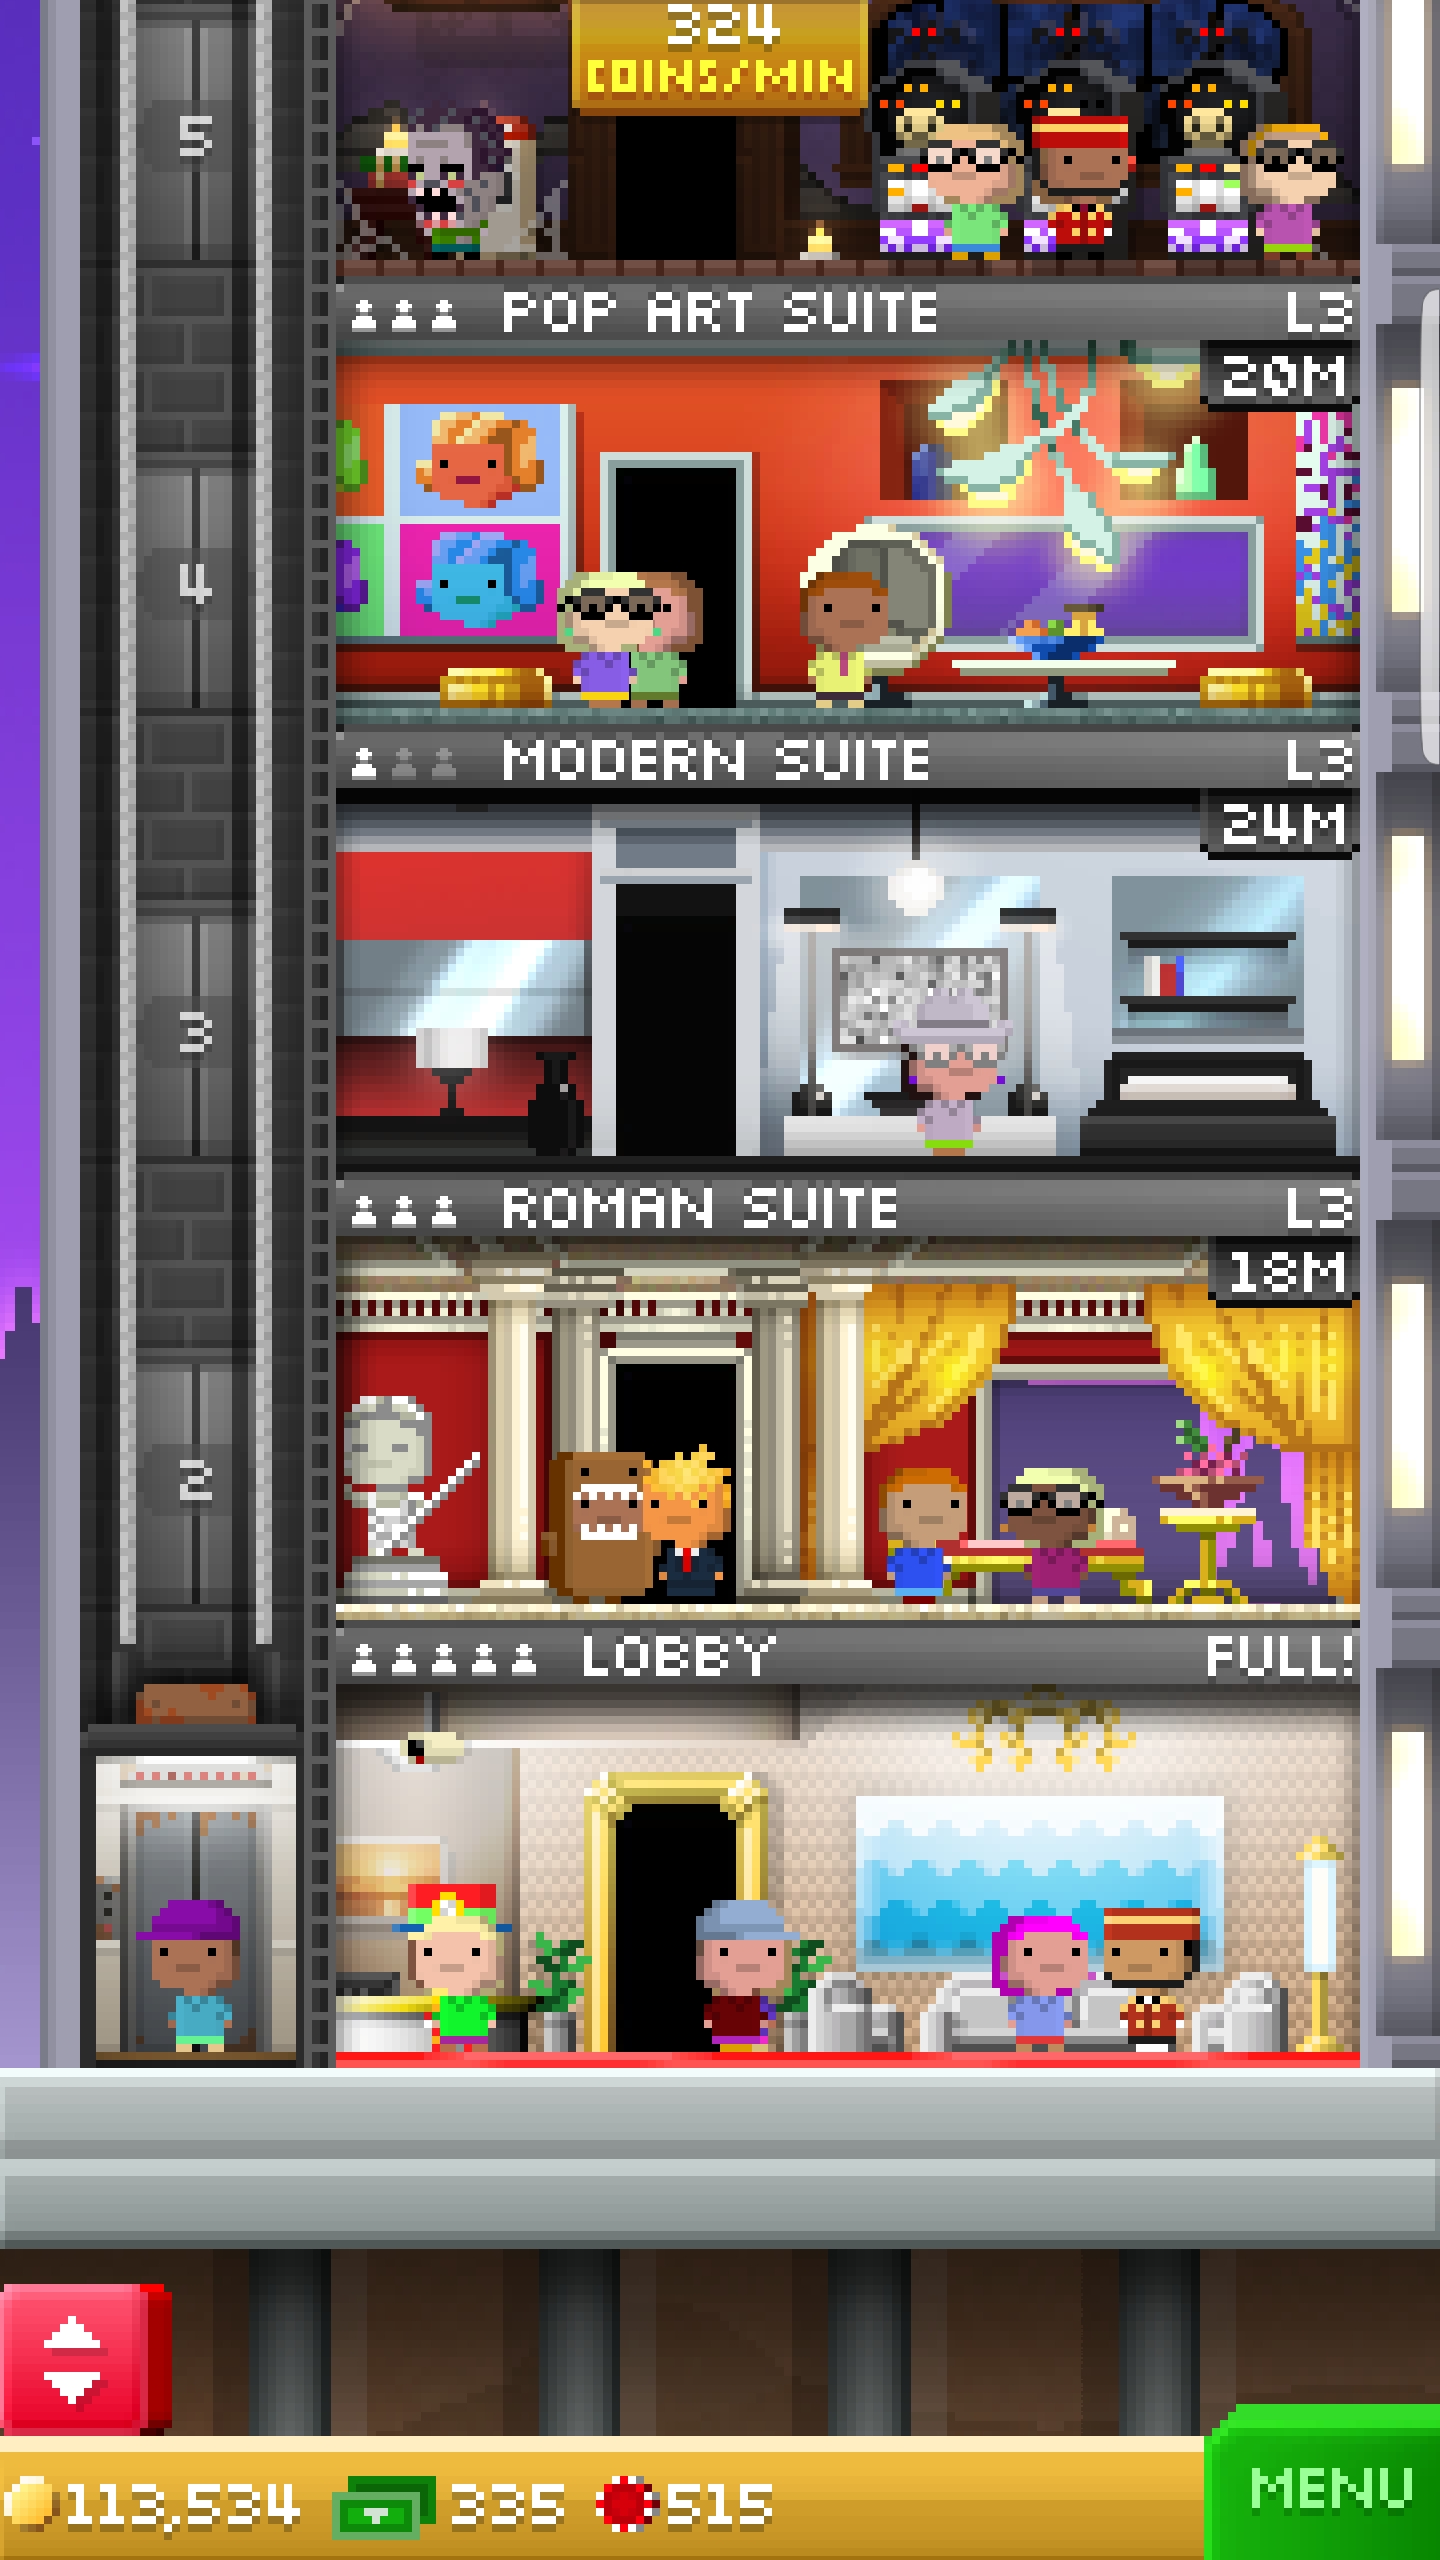 324
COINS/MIN
5
POP ART SUITE L3
20M
4
MODERN SUITE L3
24M
3
ROMAN SUITE L3
18M
2
LOBBY FULL!
113,534 335 515
MENU